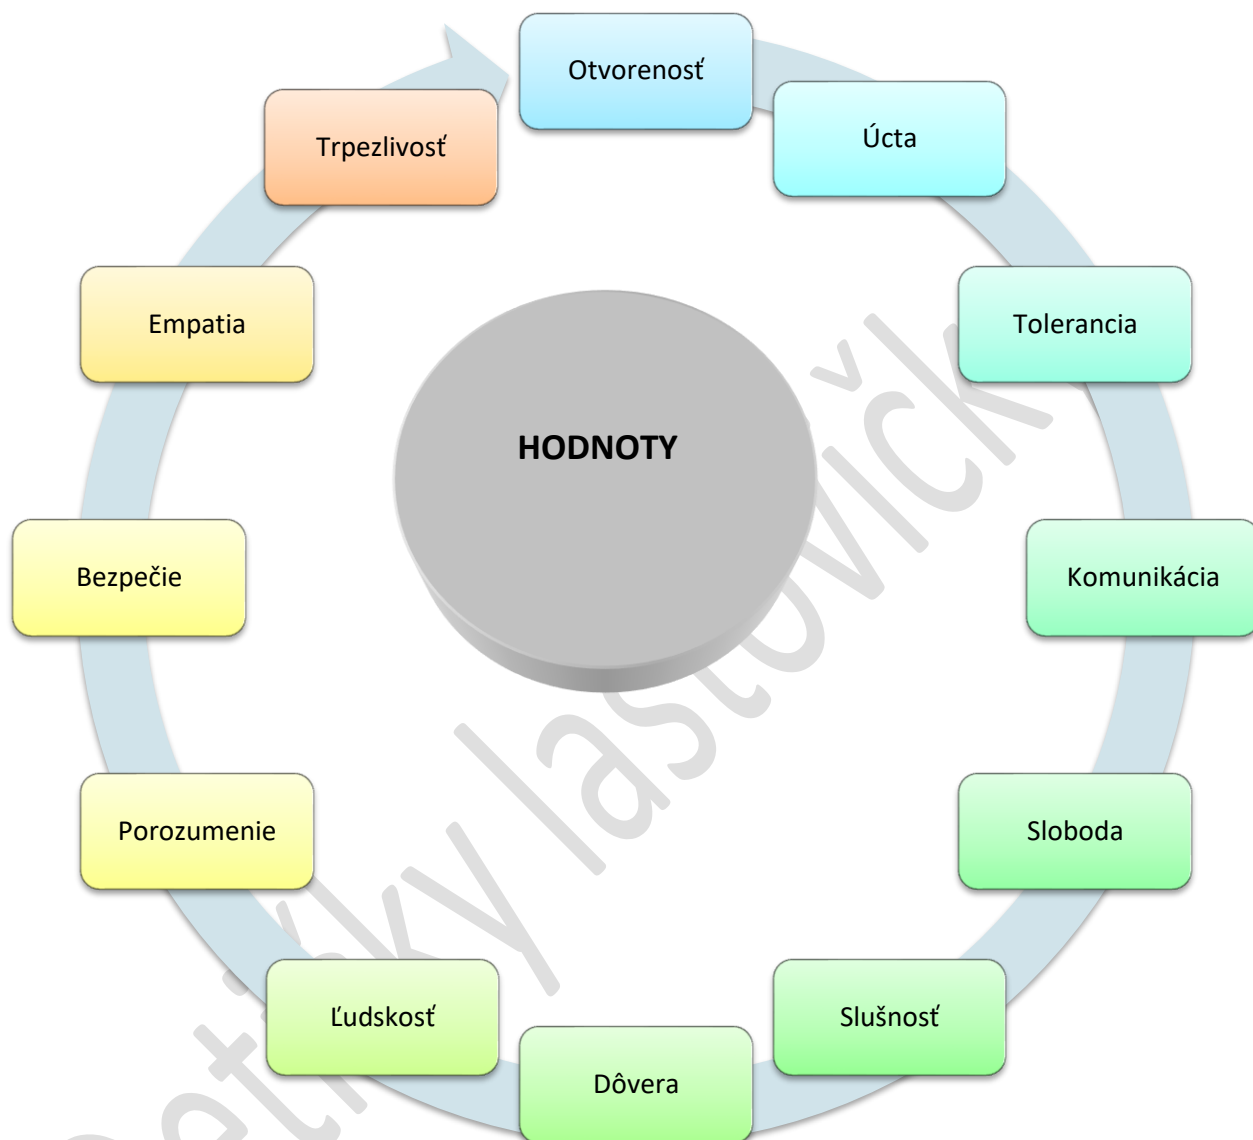 Otvorenosť
Úcta
Tolerancia
Komunikácia
Sloboda
Slušnosť
Dôvera
Ľudskosť
Porozumenie
Bezpečie
Empatia
Trpezlivosť
HODNOTY